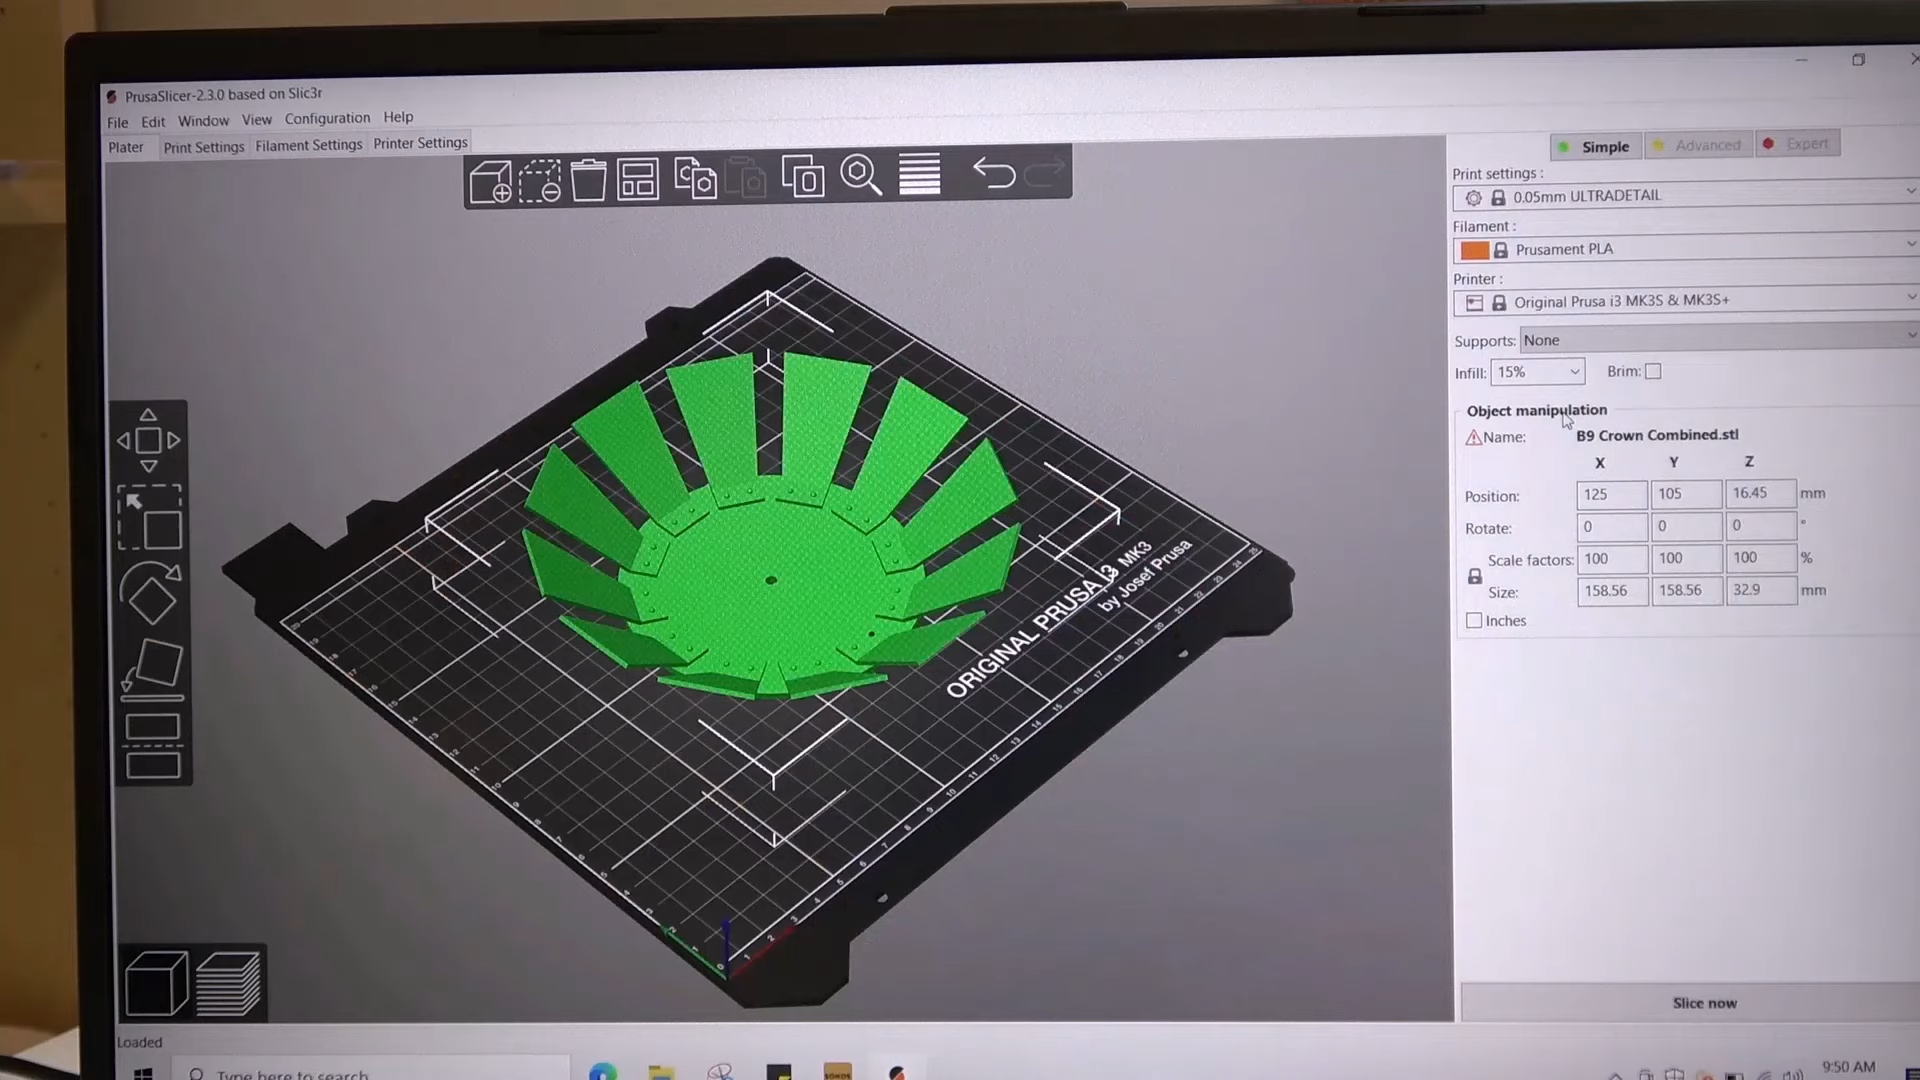 PrusaSlicer-2.3.0 based on Slic3r
File Edit Window View Configuration Help
Plater Print Settings Filament Settings Printer Settings
Simple Advanced Expert
Print settings :
0.05mm ULTRADETAIL
Filament :
Prusament PLA
Printer :
Original Prusa i3 MK3S & MK3S+
Supports: None
Infill: 15% Brim:
Object manipulation
Name: B9 Crown Combined.stl
X Y Z
Position: 125 105 16.45 mm
Rotate: 0 0 0 °
Scale factors: 100 100 100 %
Size: 158.56 158.56 32.9 mm
Inches
ORIGINAL PRUSA i3 MK3
by Josef Prusa
Slice now
Loaded
Type here to search
SONOS
9:50 AM